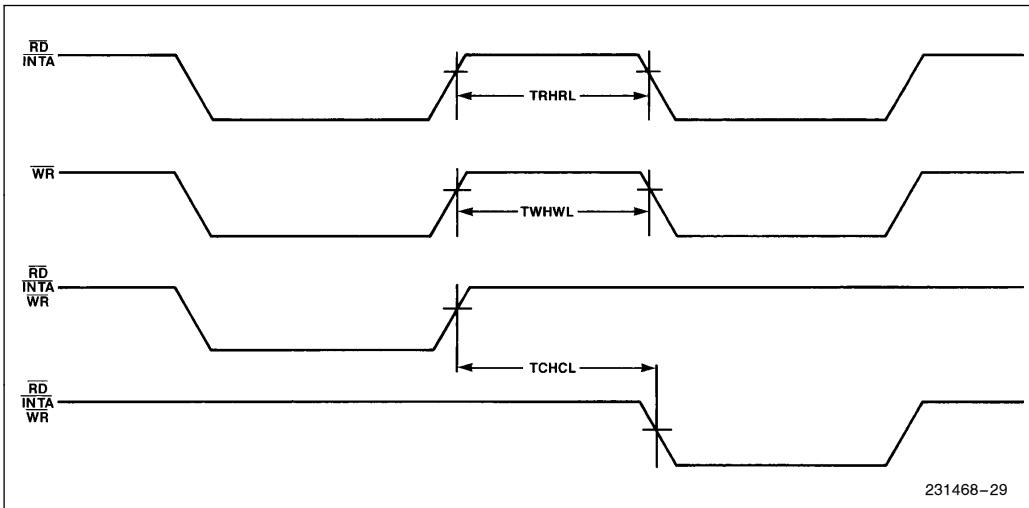 RD
INTA
TRHRL
WR
TWHWL
RD
INTA
WR
TCHCL
RD
INTA
WR
231468–29